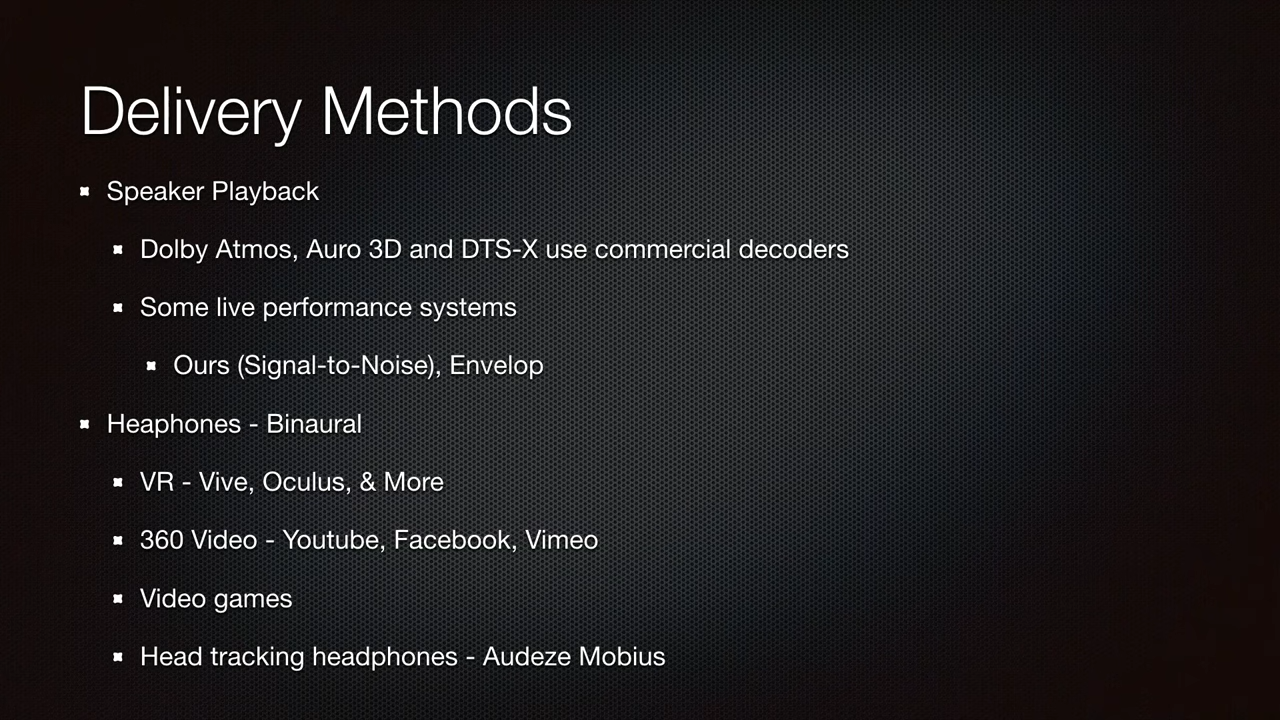 Delivery Methods
Speaker Playback
Dolby Atmos, Auro 3D and DTS-X use commercial decoders
Some live performance systems
Ours (Signal-to-Noise), Envelop
Heaphones - Binaural
VR - Vive, Oculus, & More
360 Video - Youtube, Facebook, Vimeo
Video games
Head tracking headphones - Audeze Mobius